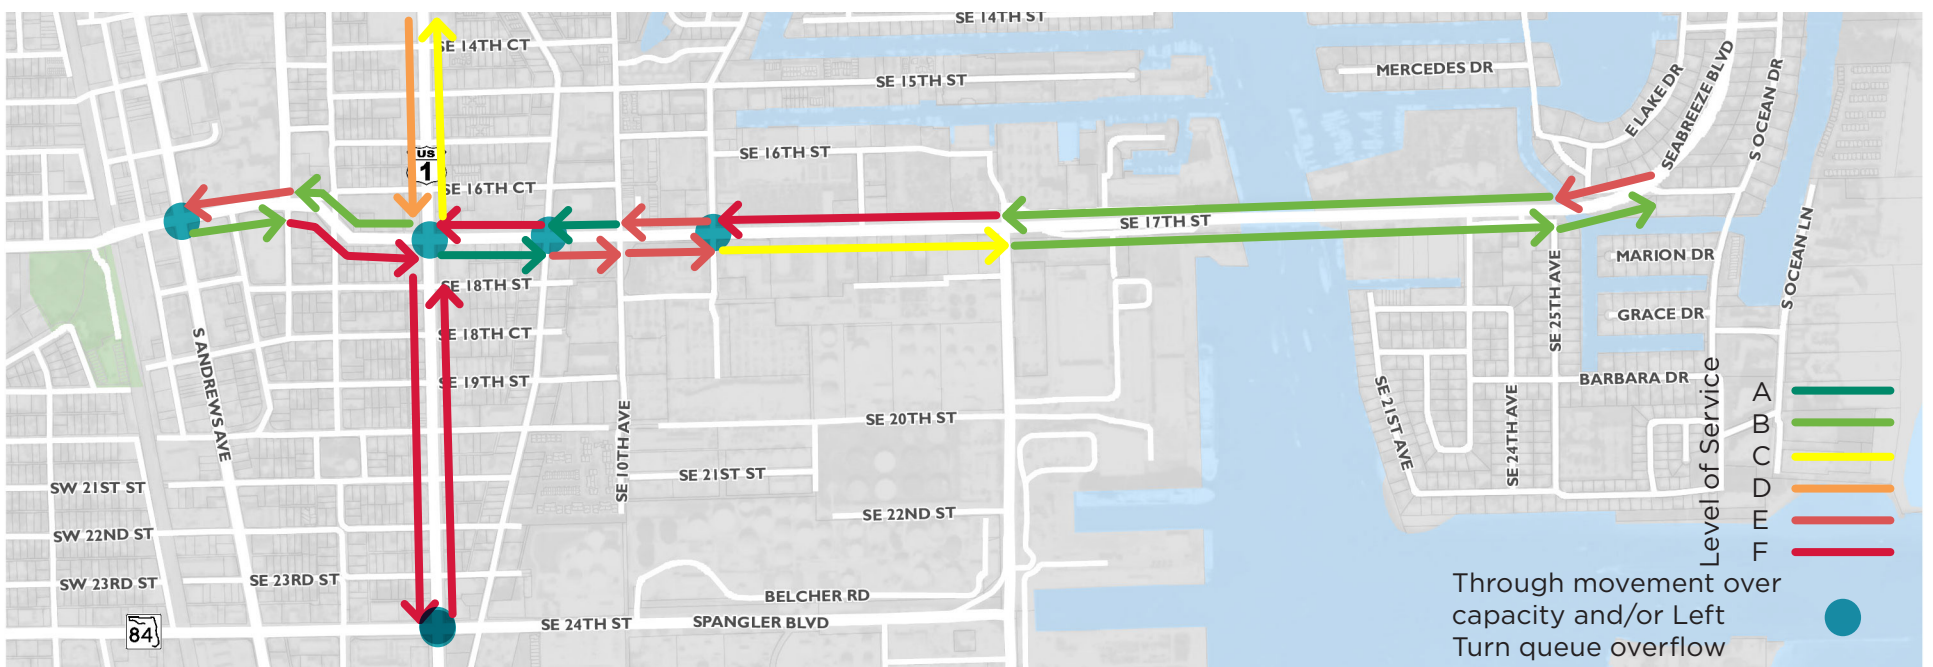 SE 14TH ST
SE 14TH CT
MERCEDES DR
SE 15TH ST
E LAKE DR
SEABREEZE BLVD
S OCEAN DR
US
1
SE 16TH ST
SE 16TH CT
SE 17TH ST
S OCEAN LN
MARION DR
SE 18TH ST
SE 25TH AVE
GRACE DR
SE 18TH CT
S ANDREWS AVE
SE 19TH ST
BARBARA DR
SE 21ST AVE
SE 24TH AVE
SE 10TH AVE
SE 20TH ST
SE 21ST ST
SW 21ST ST
SE 22ND ST
SW 22ND ST
SW 23RD ST
SE 23RD ST
BELCHER RD
84
SE 24TH ST
SPANGLER BLVD
Level of Service
A
B
C
D
E
F
Through movement over
capacity and/or Left
Turn queue overflow